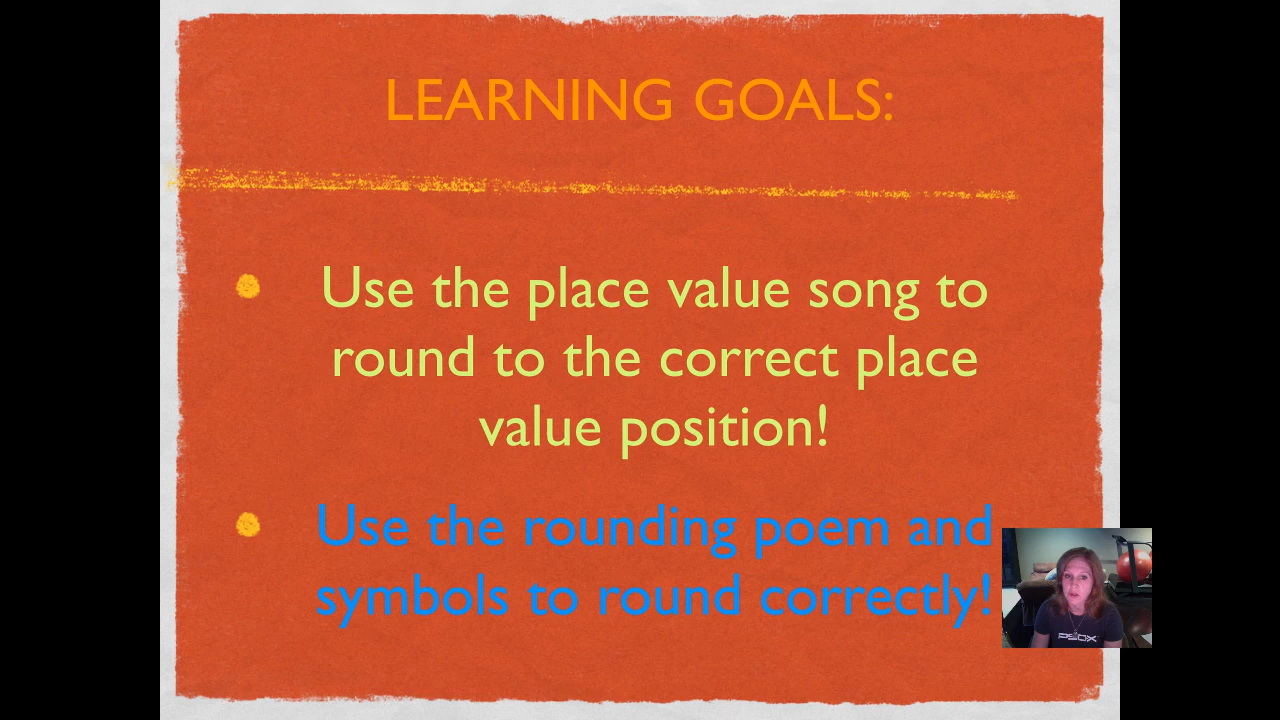 LEARNING GOALS:
Use the place value song to
round to the correct place
value position!
Use the rounding poem and
symbols to round correctly!
P90X